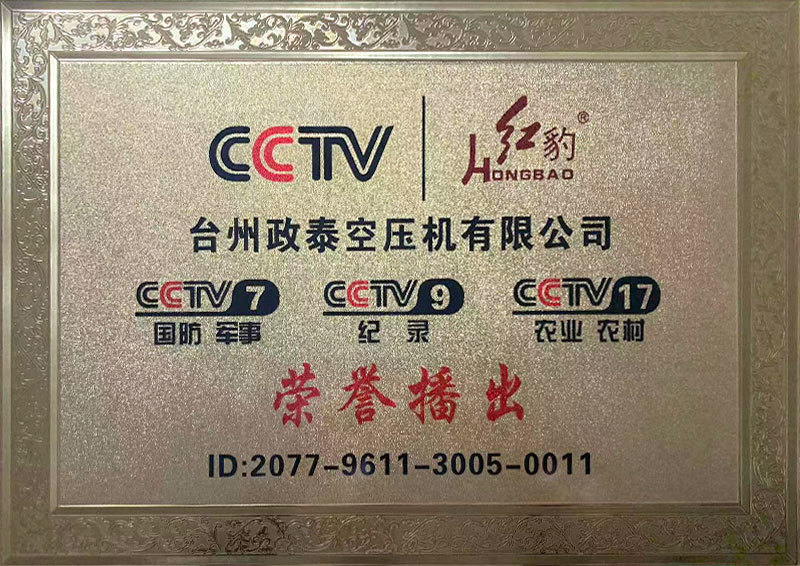 CCTV 红豹®
HONGBAO
台州政泰空压机有限公司
CCTV 7 CCTV 9 CCTV 17
国防 军事 纪 录 农业 农村
荣誉播出
ID:2077-9611-3005-0011